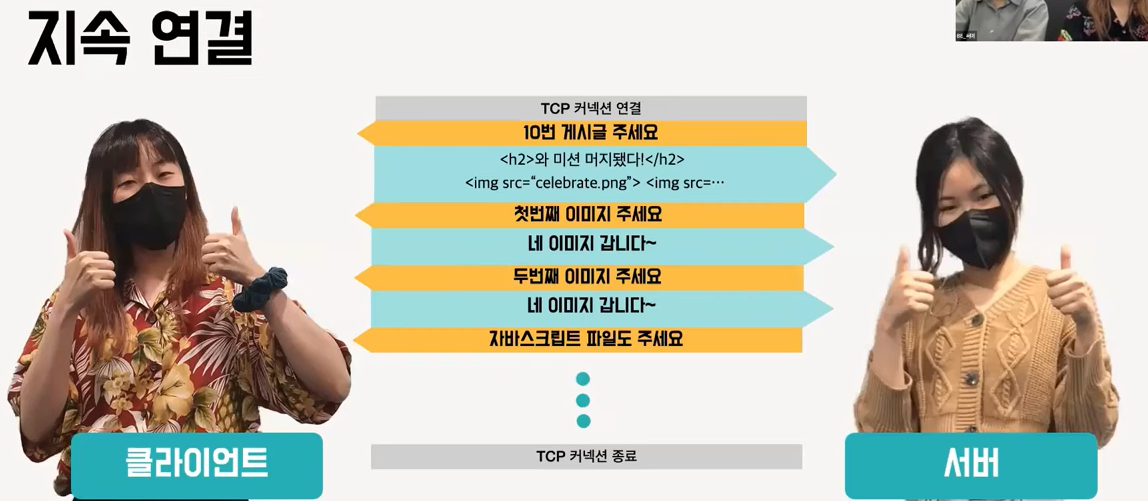 지속 연결
TCP 커넥션 연결
10번 게시글 주세요
<h2>와 미션 머지됐다!</h2>
<img src=“celebrate.png”> <img src=…
첫번째 이미지 주세요
네 이미지 갑니다~
두번째 이미지 주세요
네 이미지 갑니다~
자바스크립트 파일도 주세요
TCP 커넥션 종료
클라이언트
서버